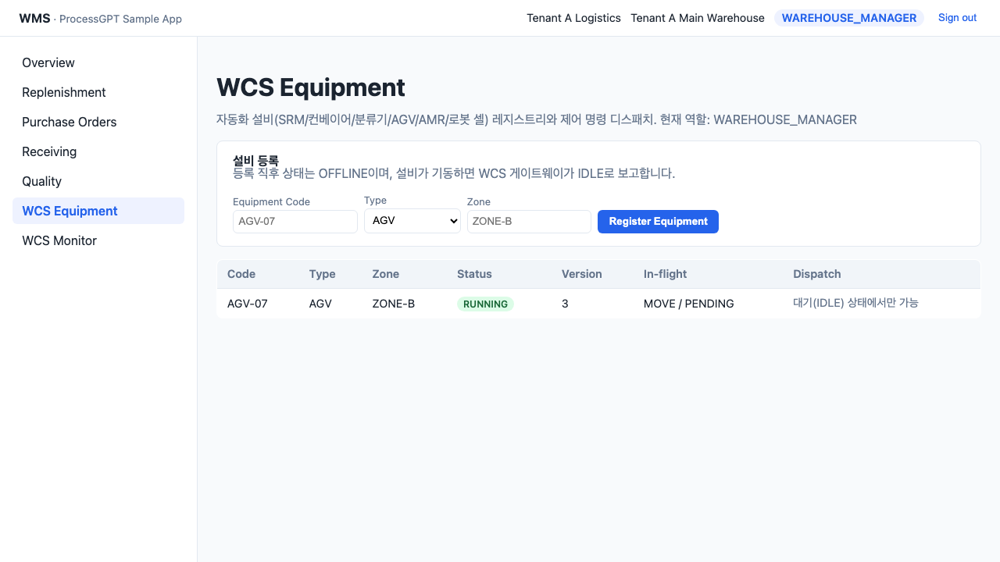 WMS · ProcessGPT Sample App
Tenant A Logistics Tenant A Main Warehouse WAREHOUSE_MANAGER Sign out
Overview
Replenishment
Purchase Orders
Receiving
Quality
WCS Equipment
WCS Monitor
WCS Equipment
자동화 설비(SRM/컨베이어/분류기/AGV/AMR/로봇 셀) 레지스트리와 제어 명령 디스패치. 현재 역할: WAREHOUSE_MANAGER
설비 등록
등록 직후 상태는 OFFLINE이며, 설비가 기동하면 WCS 게이트웨이가 IDLE로 보고합니다.
Equipment Code Type Zone
AGV-07 AGV ZONE-B Register Equipment
Code Type Zone Status Version In-flight Dispatch
AGV-07 AGV ZONE-B RUNNING 3 MOVE / PENDING 대기(IDLE) 상태에서만 가능